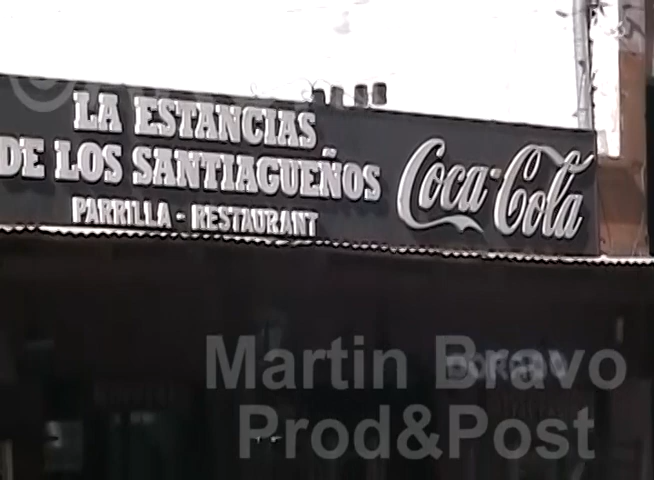 LA ESTANCIAS
DE LOS SANTIAGUEÑOS
PARRILLA - RESTAURANT
Coca-Cola
Martin Bravo
Prod&Post